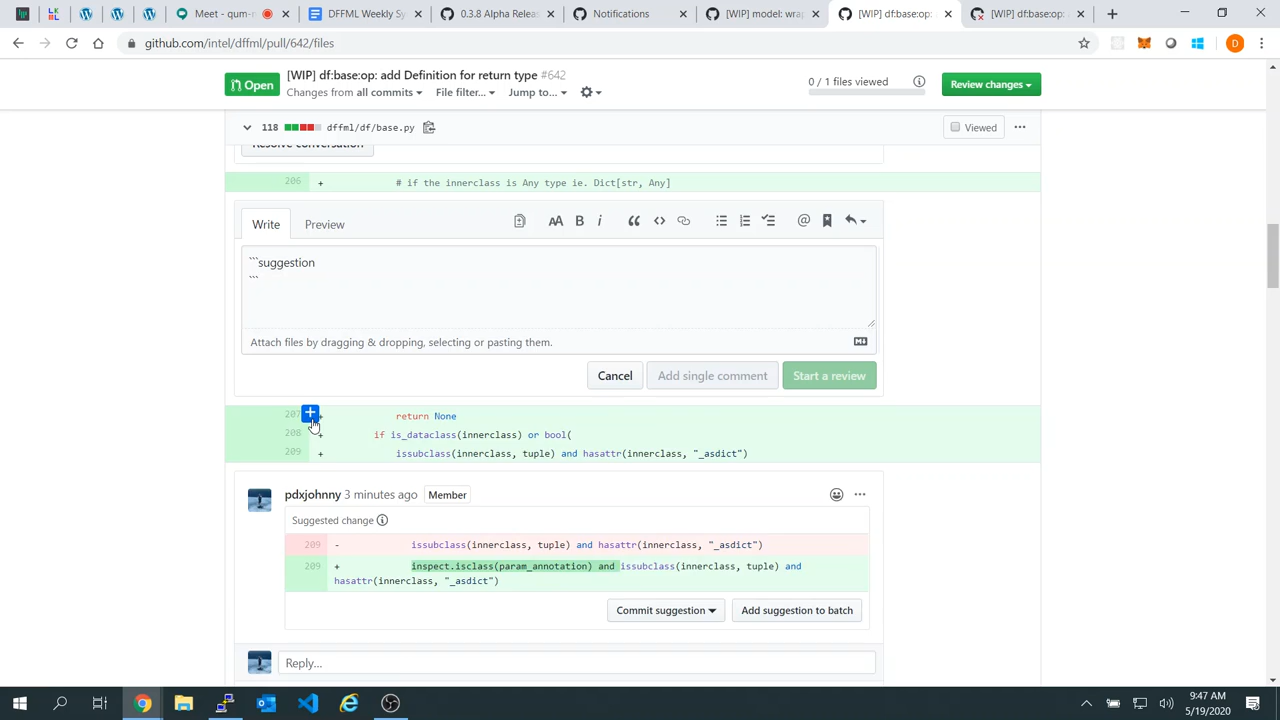 Meet - qum-e
DFFML Weekly Sy
0.3.8 Alpha Releas
Notifications
[WIP] model: wrap
[WIP] df:base:op:
[WIP] df:base:op:
github.com/intel/dffml/pull/642/files
D
Open
[WIP] df:base:op: add Definition for return type #642
Changes from all commits
File filter...
Jump to...
0 / 1 files viewed
Review changes
118
dffml/df/base.py
Viewed
Resolve conversation
206 + # if the innerclass is Any type ie. Dict[str, Any]
Write
Preview
```suggestion
```
Attach files by dragging & dropping, selecting or pasting them.
Cancel
Add single comment
Start a review
207 + return None
208 + if is_dataclass(innerclass) or bool(
209 + issubclass(innerclass, tuple) and hasattr(innerclass, "_asdict")
pdxjohnny 3 minutes ago Member
Suggested change
209 - issubclass(innerclass, tuple) and hasattr(innerclass, "_asdict")
209 + inspect.isclass(param_annotation) and issubclass(innerclass, tuple) and
hasattr(innerclass, "_asdict")
Commit suggestion
Add suggestion to batch
Reply...
9:47 AM
5/19/2020